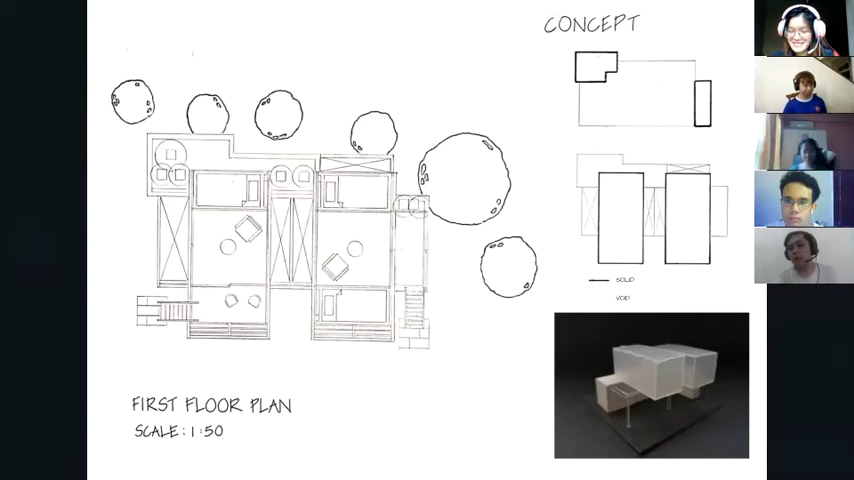 CONCEPT
SOLID
VOID
FIRST FLOOR PLAN
SCALE: 1:50